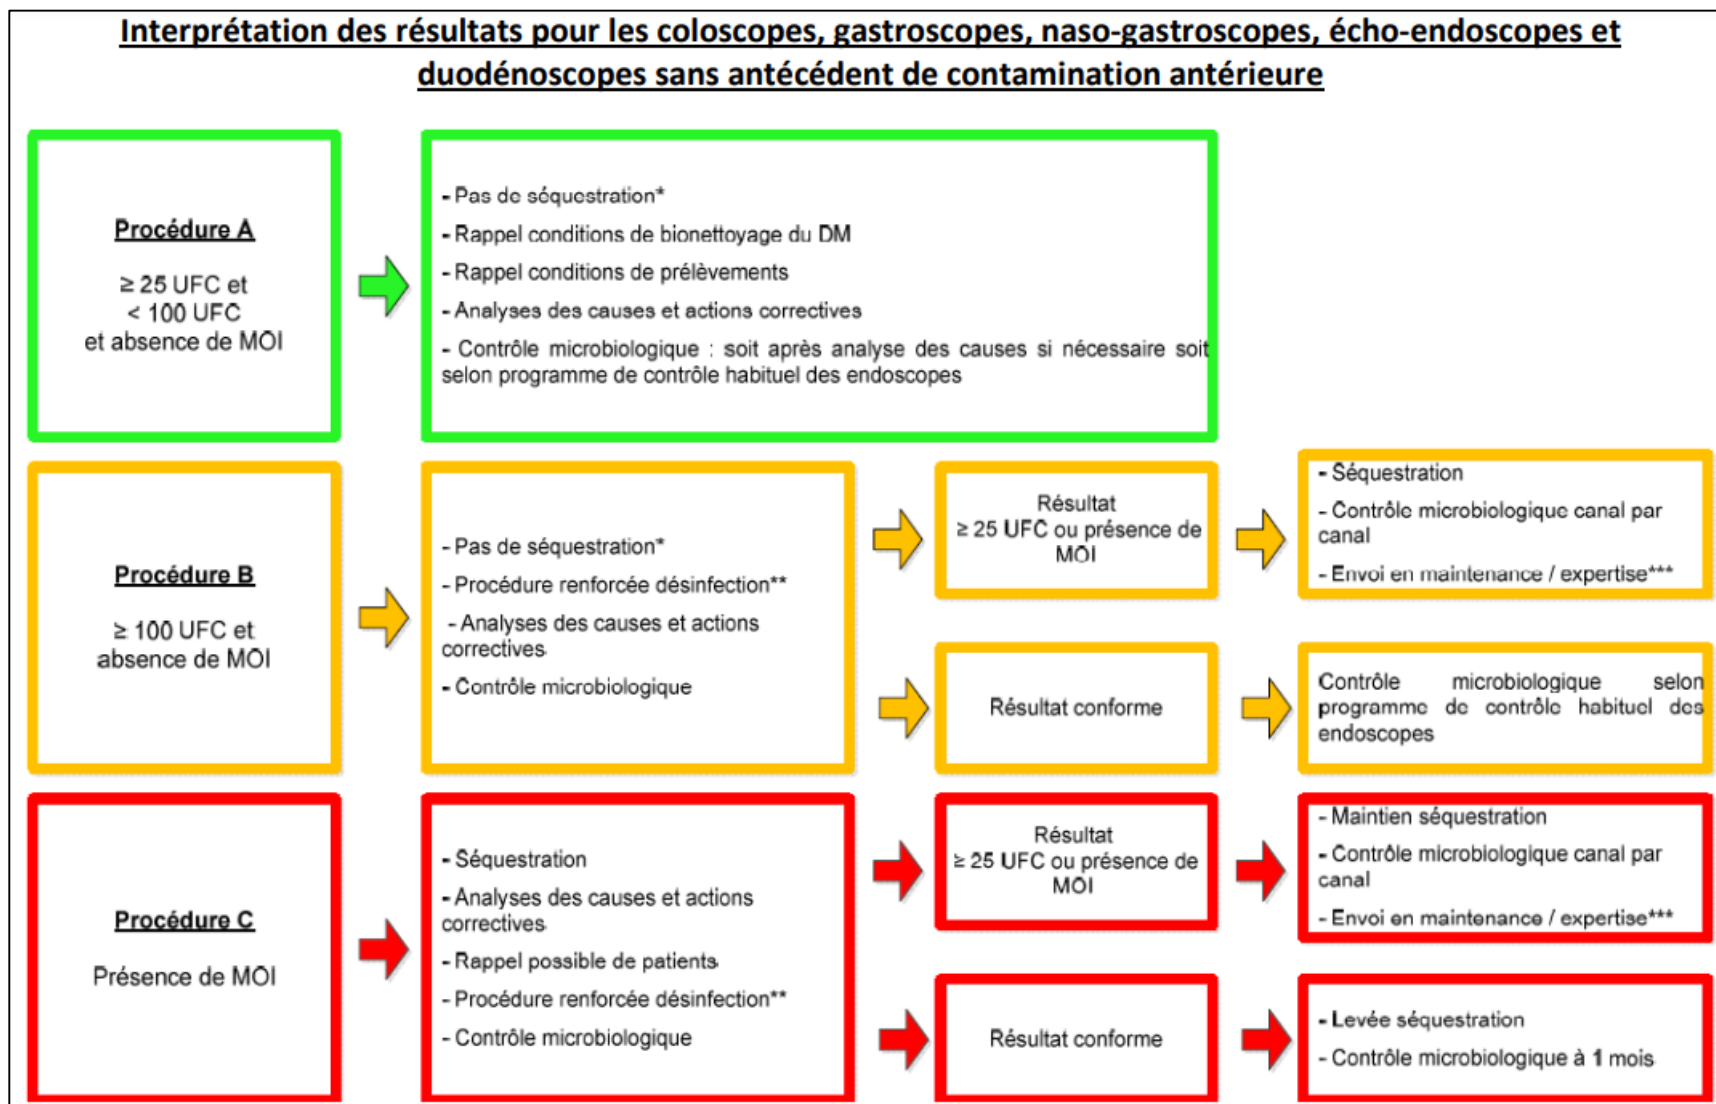 Interprétation des résultats pour les coloscopes, gastroscopes, naso-gastroscopes, écho-endoscopes et
duodénoscopes sans antécédent de contamination antérieure
Procédure A
≥ 25 UFC et
< 100 UFC
et absence de MOI
- Pas de séquestration*
- Rappel conditions de bionettoyage du DM
- Rappel conditions de prélèvements
- Analyses des causes et actions correctives
- Contrôle microbiologique : soit après analyse des causes si nécessaire soit
selon programme de contrôle habituel des endoscopes
Procédure B
≥ 100 UFC et
absence de MOI
- Pas de séquestration*
- Procédure renforcée désinfection**
- Analyses des causes et actions
correctives
- Contrôle microbiologique
Résultat
≥ 25 UFC ou présence de
MOI
- Séquestration
- Contrôle microbiologique canal par
canal
- Envoi en maintenance / expertise***
Résultat conforme
Contrôle microbiologique selon
programme de contrôle habituel des
endoscopes
Procédure C
Présence de MOI
- Séquestration
- Analyses des causes et actions
correctives
- Rappel possible de patients
- Procédure renforcée désinfection**
- Contrôle microbiologique
Résultat
≥ 25 UFC ou présence de
MOI
- Maintien séquestration
- Contrôle microbiologique canal par
canal
- Envoi en maintenance / expertise***
Résultat conforme
- Levée séquestration
- Contrôle microbiologique à 1 mois